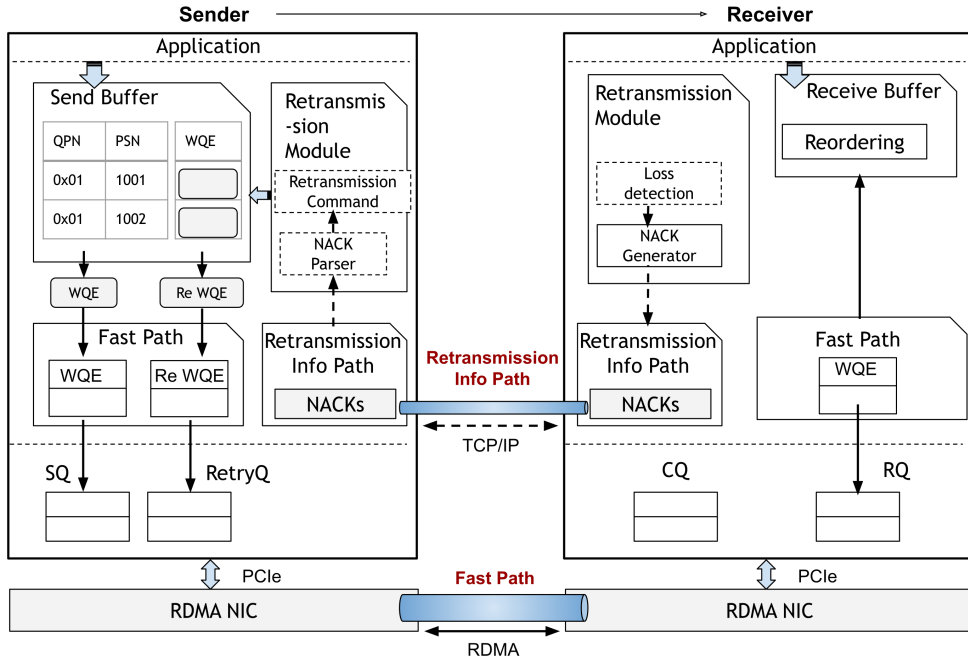 Sender
Receiver
Application
Send Buffer
QPN
PSN
WQE
0x01
1001
0x01
1002
Retransmis
-sion
Module
Retransmission
Command
NACK
Parser
WQE
Re WQE
Fast Path
WQE
Re WQE
Retransmission
Info Path
NACKs
SQ
RetryQ
PCIe
RDMA NIC
Retransmission
Info Path
TCP/IP
Fast Path
RDMA
Application
Retransmission
Module
Loss
detection
NACK
Generator
Receive Buffer
Reordering
Retransmission
Info Path
NACKs
Fast Path
WQE
CQ
RQ
PCIe
RDMA NIC